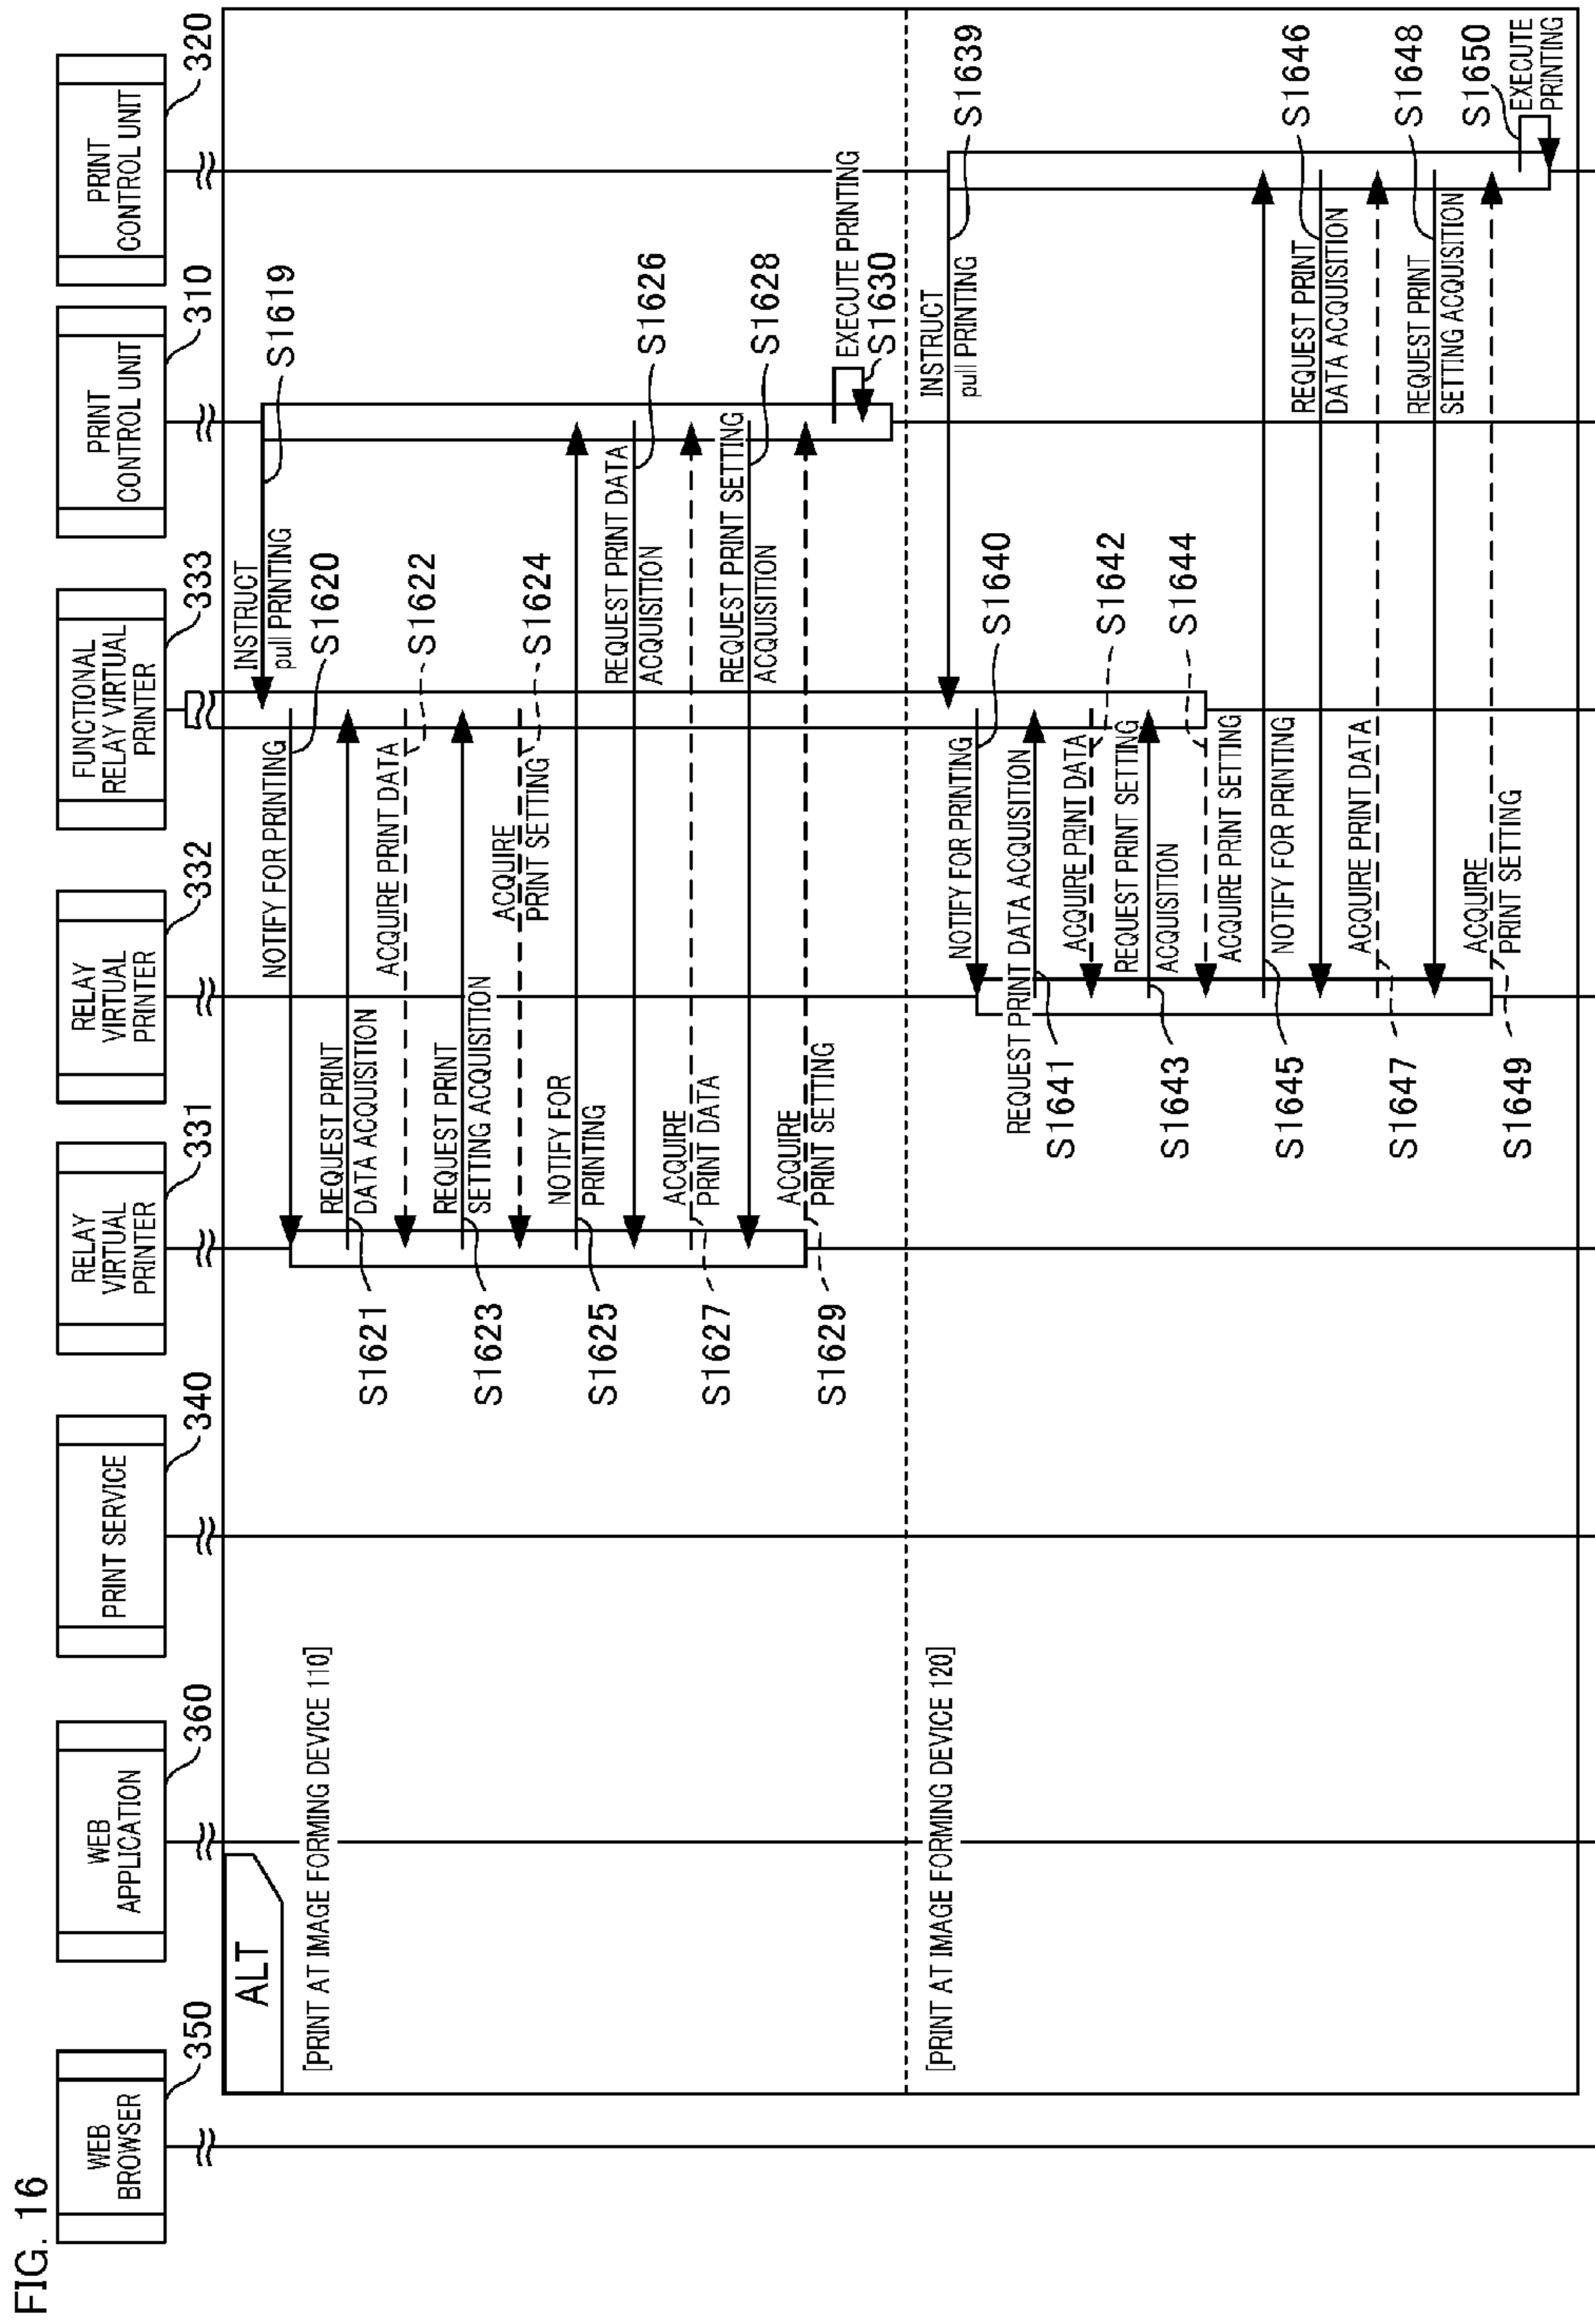 FIG. 16
WEB
BROWSER
350
WEB
APPLICATION
360
PRINT SERVICE
340
RELAY
VIRTUAL
PRINTER
331
RELAY
VIRTUAL
PRINTER
332
FUNCTIONAL
RELAY VIRTUAL
PRINTER
333
PRINT
CONTROL UNIT
310
PRINT
CONTROL UNIT
320
ALT
[PRINT AT IMAGE FORMING DEVICE 110]
INSTRUCT
pull PRINTING
S1619
NOTIFY FOR PRINTING
S1620
REQUEST PRINT
DATA ACQUISITION
S1621
ACQUIRE PRINT DATA
S1622
REQUEST PRINT
SETTING ACQUISITION
S1623
ACQUIRE
PRINT SETTING
S1624
NOTIFY FOR
PRINTING
S1625
REQUEST PRINT DATA
ACQUISITION
S1626
ACQUIRE
PRINT DATA
S1627
REQUEST PRINT SETTING
ACQUISITION
S1628
ACQUIRE
PRINT SETTING
S1629
EXECUTE PRINTING
S1630
[PRINT AT IMAGE FORMING DEVICE 120]
INSTRUCT
pull PRINTING
S1639
NOTIFY FOR PRINTING
S1640
REQUEST PRINT DATA ACQUISITION
S1641
ACQUIRE PRINT DATA
S1642
REQUEST PRINT SETTING
ACQUISITION
S1643
ACQUIRE PRINT SETTING
S1644
NOTIFY FOR PRINTING
S1645
REQUEST PRINT
DATA ACQUISITION
S1646
ACQUIRE PRINT DATA
S1647
REQUEST PRINT
SETTING ACQUISITION
S1648
ACQUIRE
PRINT SETTING
S1649
S1650
EXECUTE
PRINTING